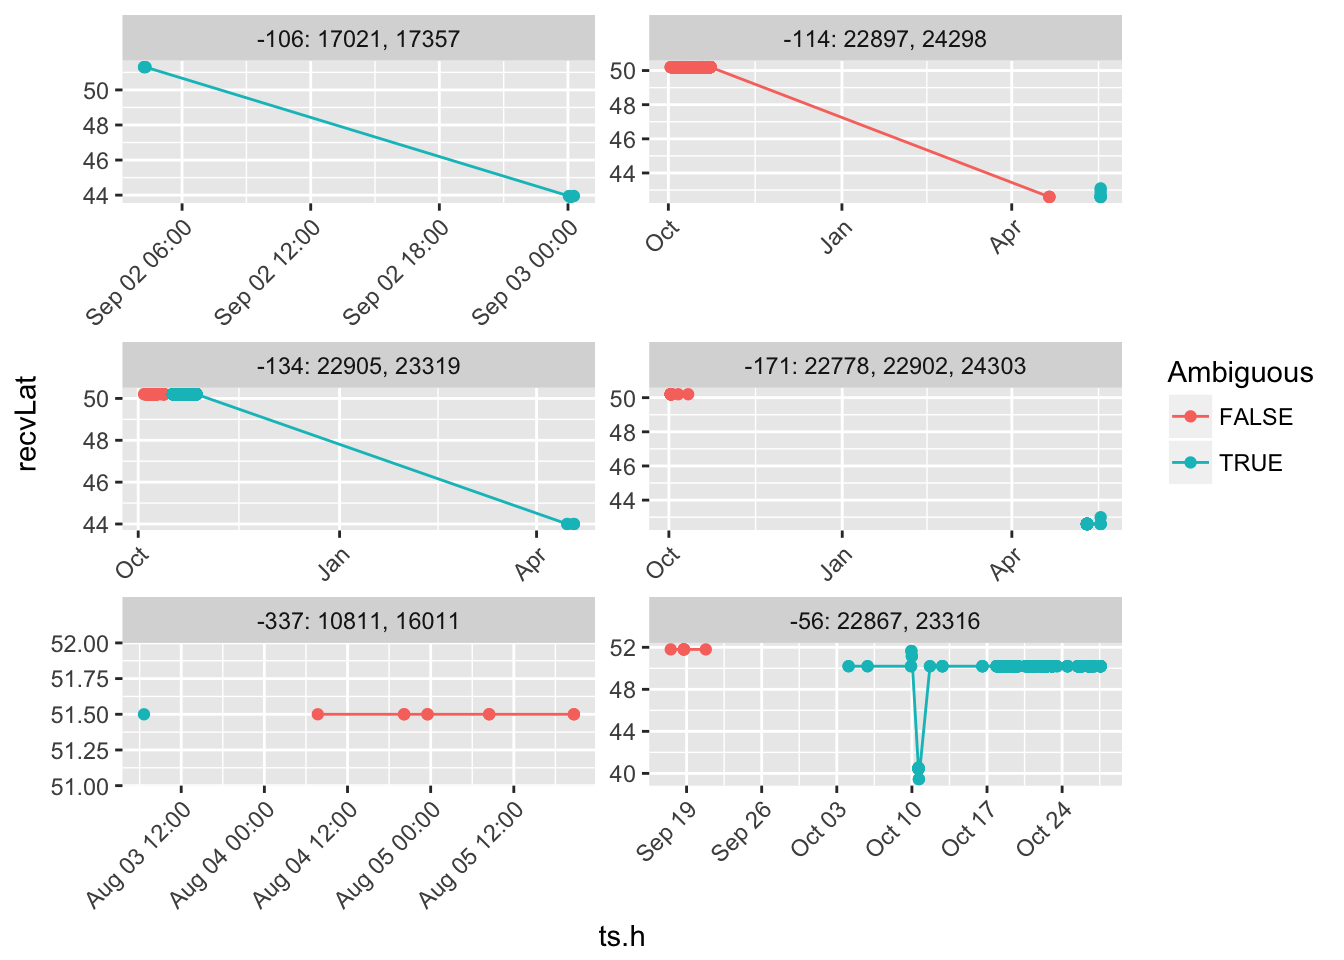 -106: 17021, 17357
-114: 22897, 24298
50
48
46
44
50
48
46
44
Sep 02 06:00
Sep 02 12:00
Sep 02 18:00
Sep 03 00:00
Oct
Jan
Apr
-134: 22905, 23319
-171: 22778, 22902, 24303
50
48
46
44
50
48
46
44
Oct
Jan
Apr
Oct
Jan
Apr
recvLat
Ambiguous
FALSE
TRUE
-337: 10811, 16011
-56: 22867, 23316
52.00
51.75
51.50
51.25
51.00
52
48
44
40
Aug 03 12:00
Aug 04 00:00
Aug 04 12:00
Aug 05 00:00
Aug 05 12:00
Sep 19
Sep 26
Oct 03
Oct 10
Oct 17
Oct 24
ts.h